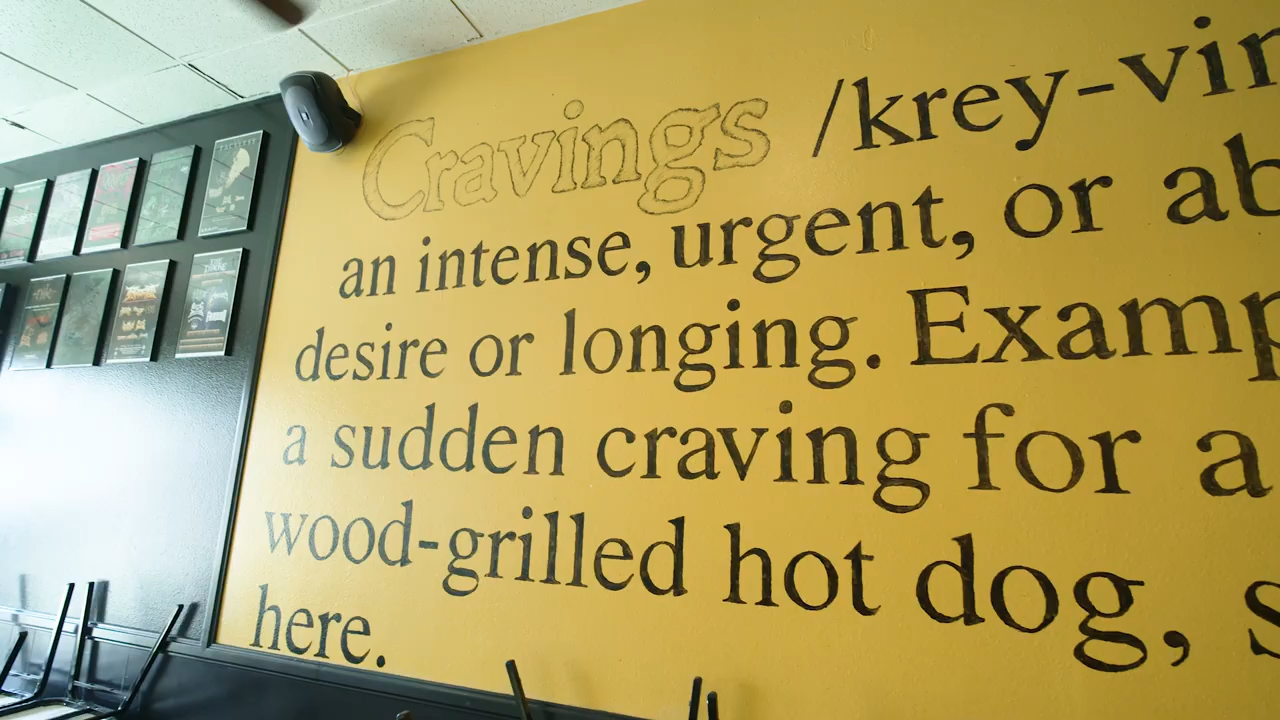 Cravings /krey-vin
an intense, urgent, or ab
desire or longing. Examp
a sudden craving for a
wood-grilled hot dog, s
here.